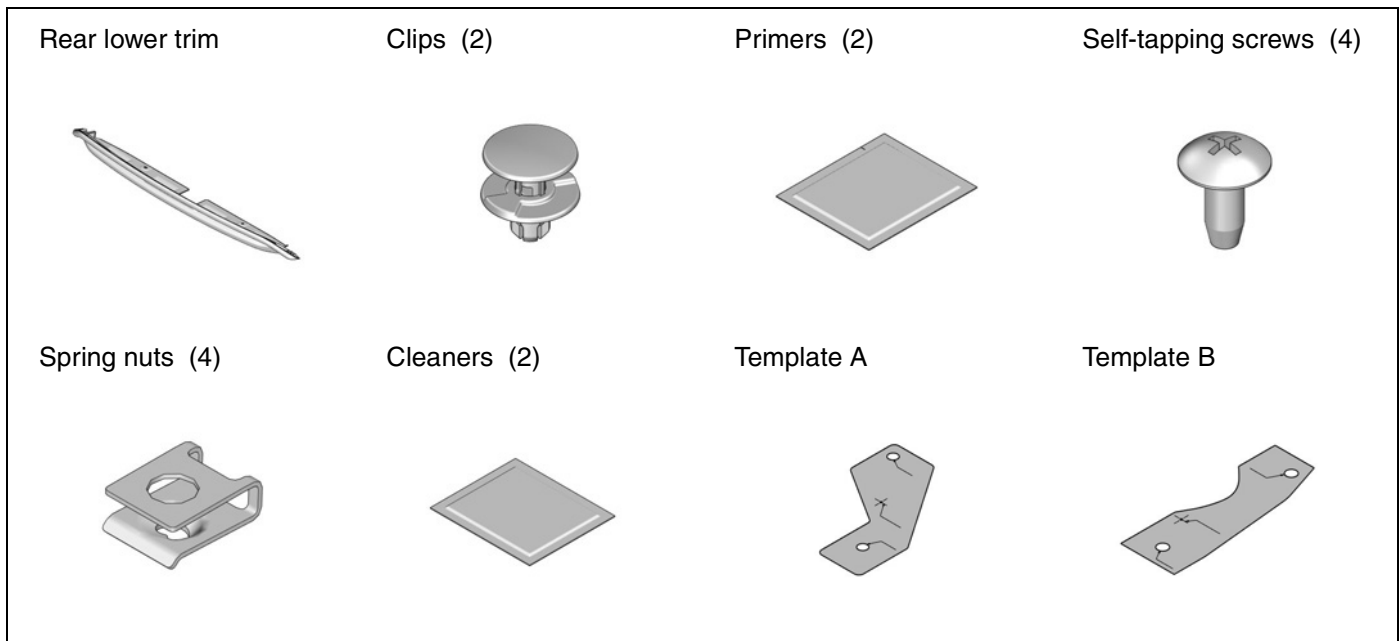 Rear lower trim
Clips (2)
Primers (2)
Self-tapping screws (4)
Spring nuts (4)
Cleaners (2)
Template A
Template B